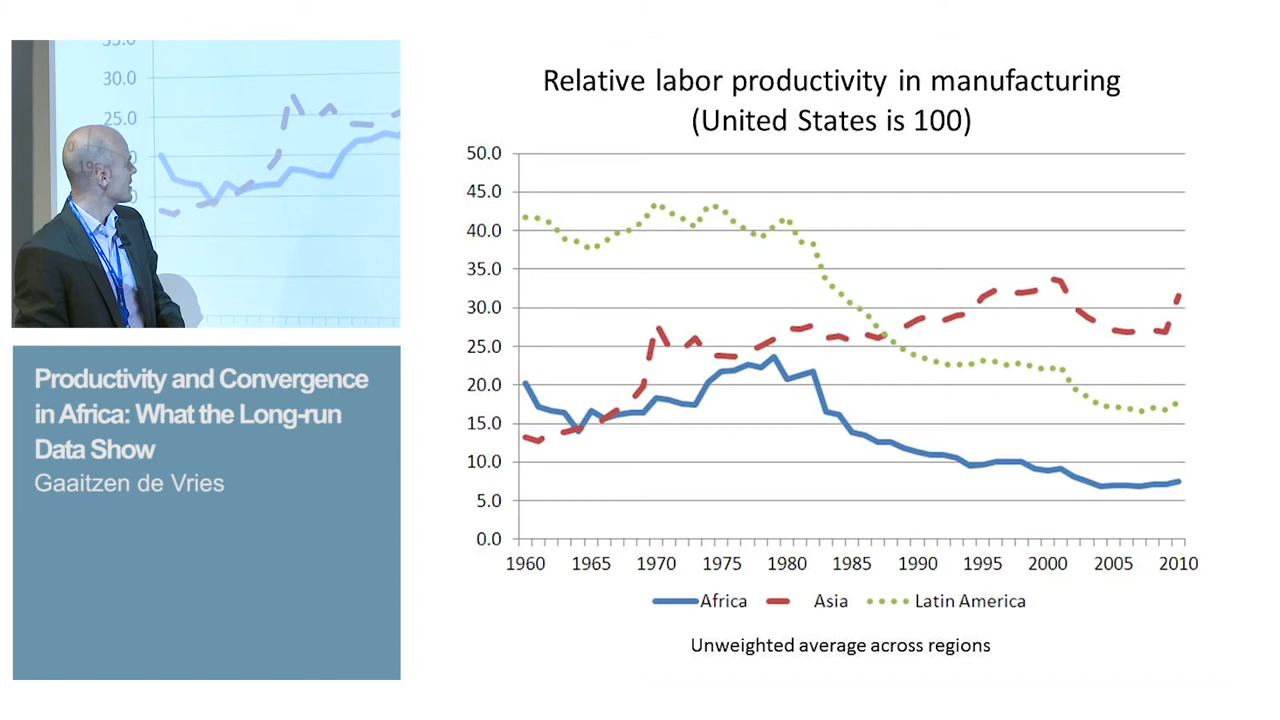 35.0
30.0
25.0
Productivity and Convergence
in Africa: What the Long-run
Data Show
Gaaitzen de Vries
Relative labor productivity in manufacturing
(United States is 100)
50.0
45.0
40.0
35.0
30.0
25.0
20.0
15.0
10.0
5.0
0.0
1960 1965 1970 1975 1980 1985 1990 1995 2000 2005 2010
Africa Asia Latin America
Unweighted average across regions